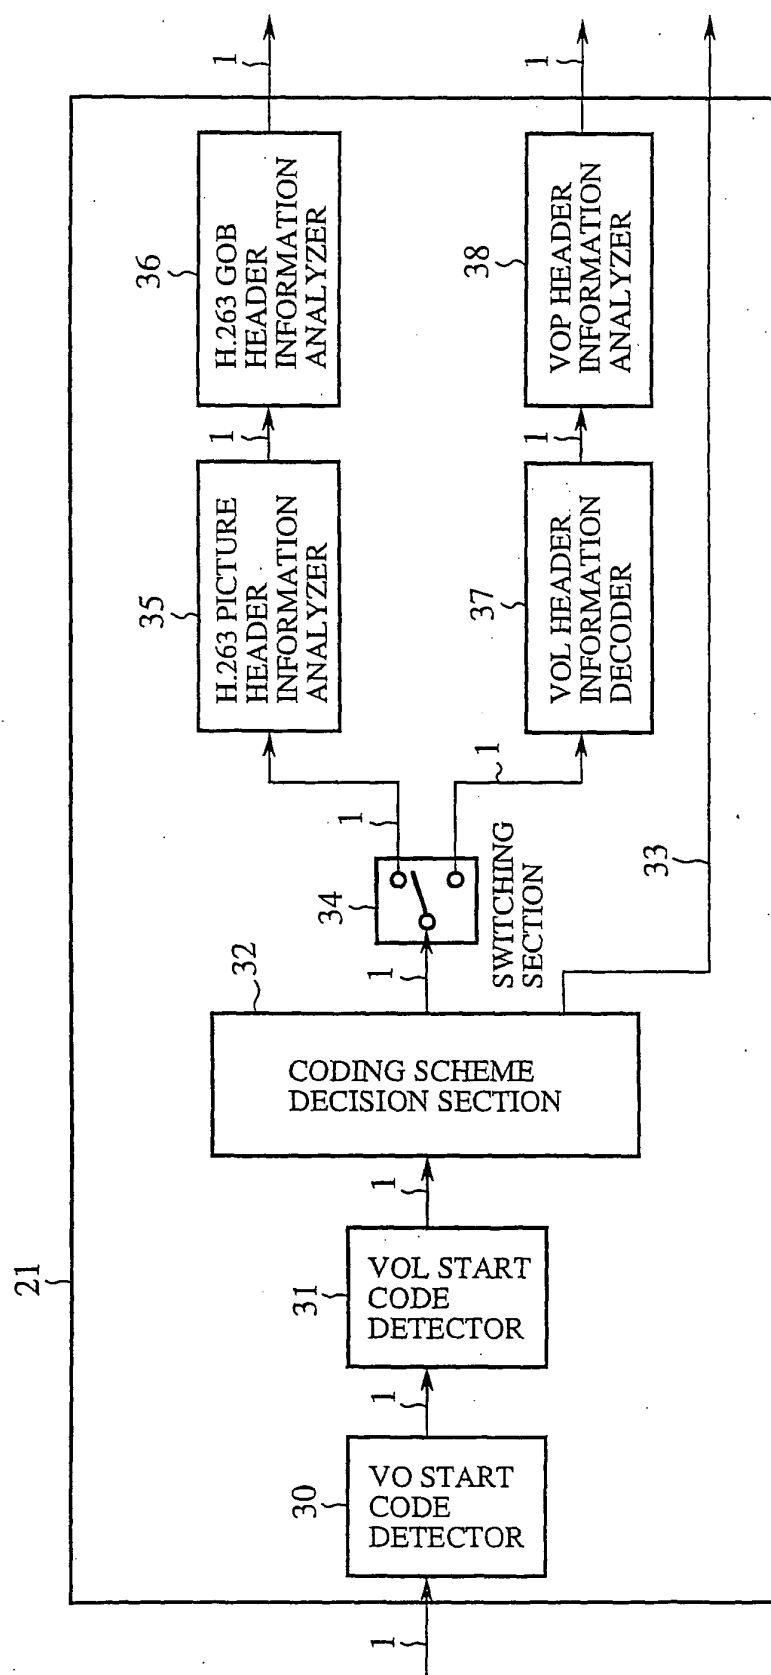 21
1
30
VO START
CODE
DETECTOR
1
31
VOL START
CODE
DETECTOR
1
32
CODING SCHEME
DECISION SECTION
1
34
SWITCHING
SECTION
33
1
35
H.263 PICTURE
HEADER
INFORMATION
ANALYZER
1
36
H.263 GOB
HEADER
INFORMATION
ANALYZER
1
1
37
VOL HEADER
INFORMATION
DECODER
1
38
VOP HEADER
INFORMATION
ANALYZER
1